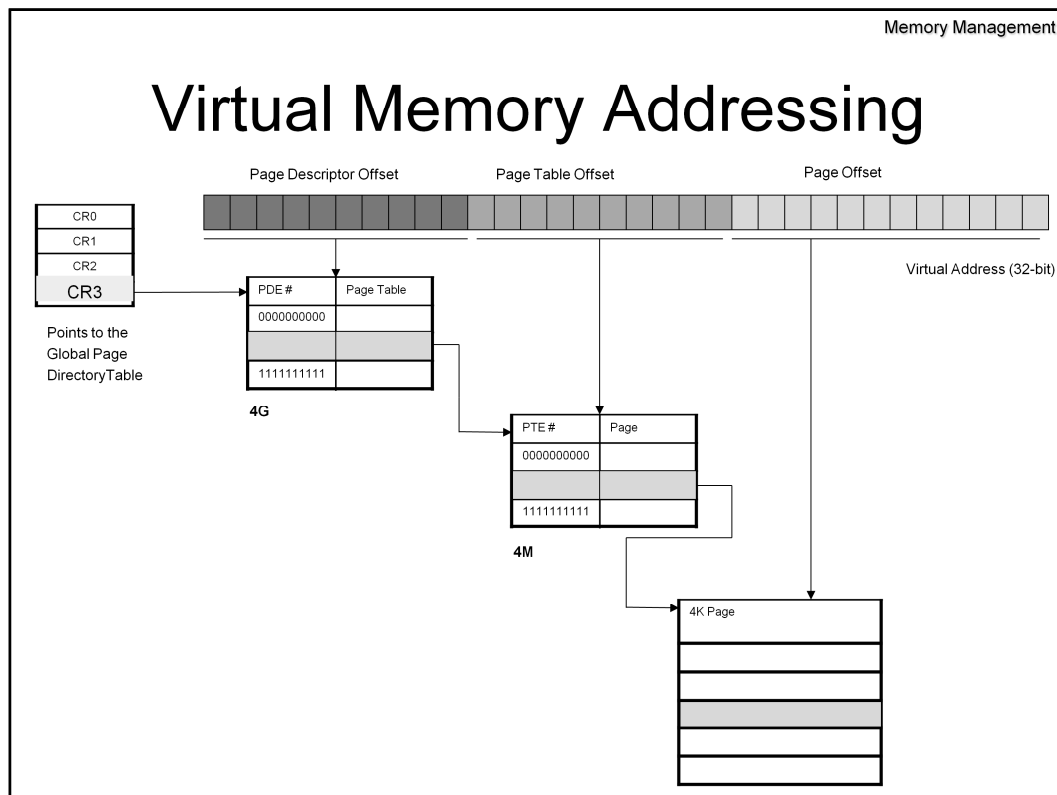 Memory Management
Virtual Memory Addressing
Page Descriptor Offset
Page Table Offset
Page Offset
CR0
CR1
CR2
CR3
Virtual Address (32-bit)
Points to the
Global Page
DirectoryTable
PDE #
Page Table
0000000000
1111111111
4G
PTE #
Page
0000000000
1111111111
4M
4K Page